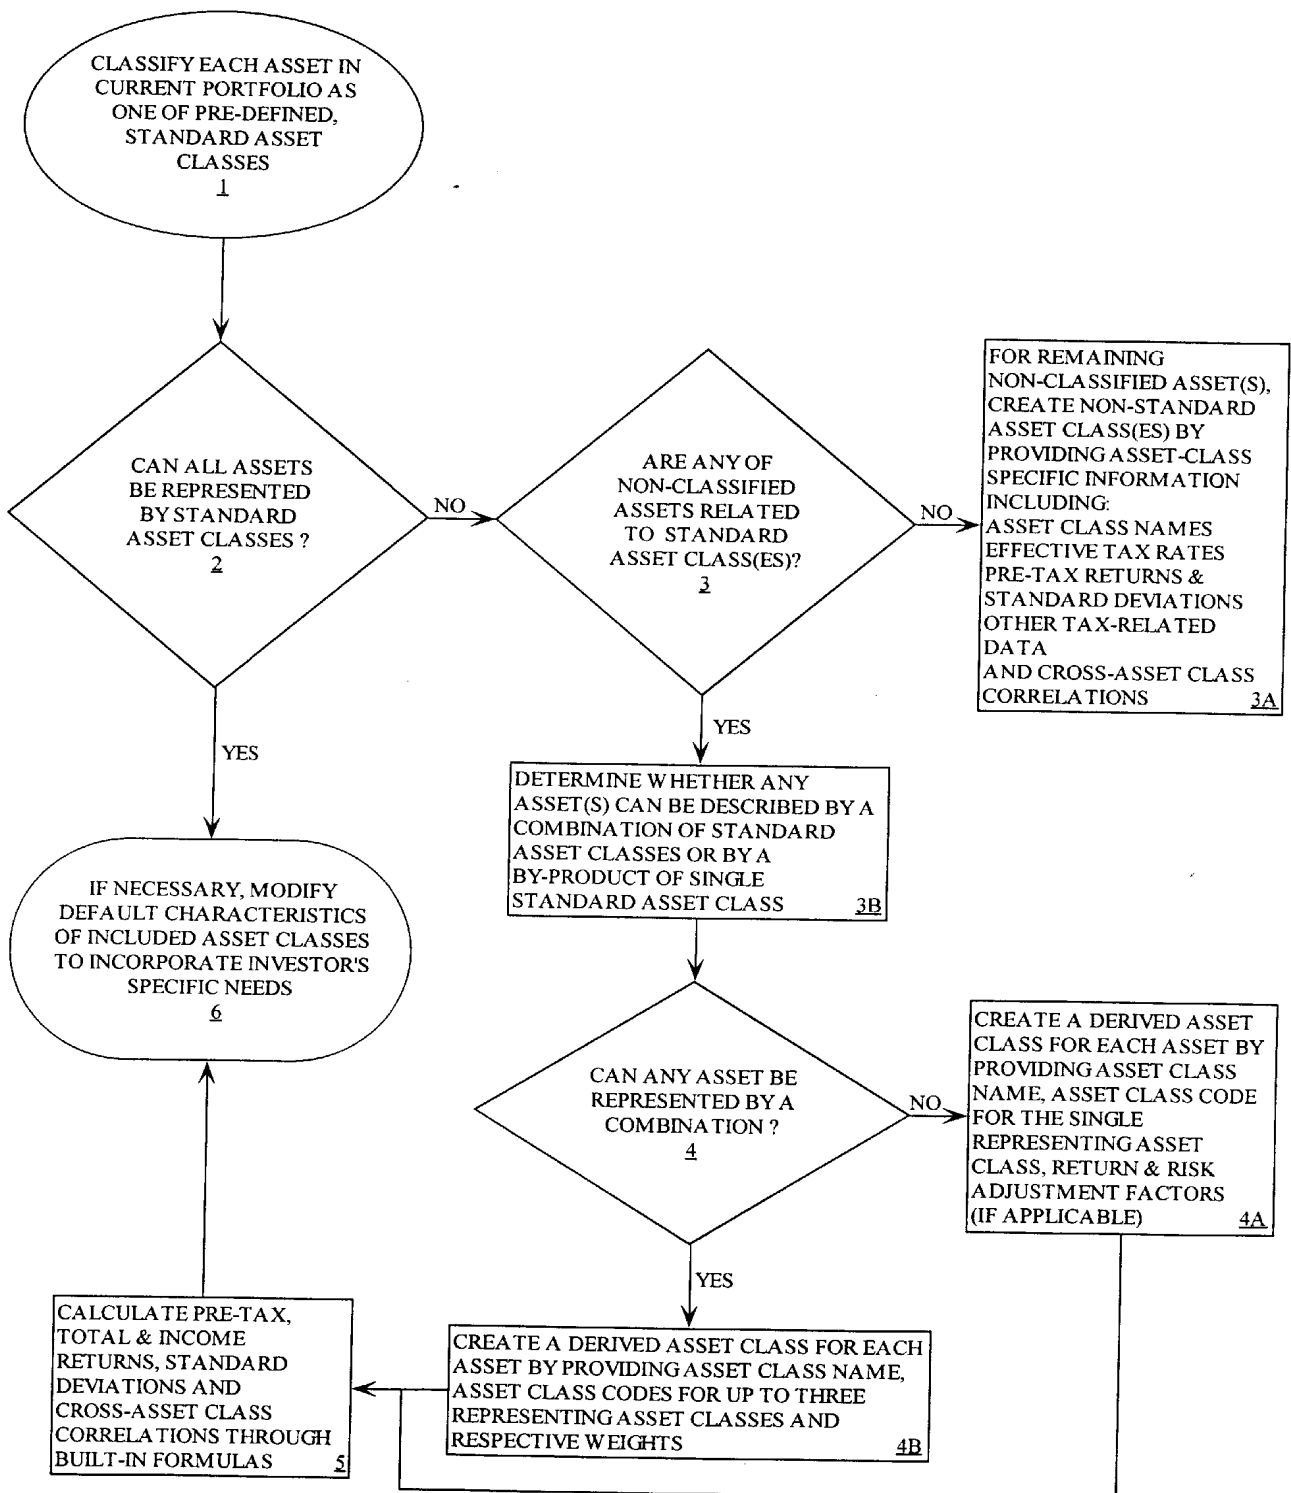 CLASSIFY EACH ASSET IN
CURRENT PORTFOLIO AS
ONE OF PRE-DEFINED,
STANDARD ASSET
CLASSES
1
CAN ALL ASSETS
BE REPRESENTED
BY STANDARD
ASSET CLASSES ?
2
NO
ARE ANY OF
NON-CLASSIFIED
ASSETS RELATED
TO STANDARD
ASSET CLASS(ES)?
3
NO
FOR REMAINING
NON-CLASSIFIED ASSET(S),
CREATE NON-STANDARD
ASSET CLASS(ES) BY
PROVIDING ASSET-CLASS
SPECIFIC INFORMATION
INCLUDING:
ASSET CLASS NAMES
EFFECTIVE TAX RATES
PRE-TAX RETURNS &
STANDARD DEVIATIONS
OTHER TAX-RELATED
DATA
AND CROSS-ASSET CLASS
CORRELATIONS 3A
YES
YES
DETERMINE WHETHER ANY
ASSET(S) CAN BE DESCRIBED BY A
COMBINATION OF STANDARD
ASSET CLASSES OR BY A
BY-PRODUCT OF SINGLE
STANDARD ASSET CLASS 3B
IF NECESSARY, MODIFY
DEFAULT CHARACTERISTICS
OF INCLUDED ASSET CLASSES
TO INCORPORATE INVESTOR'S
SPECIFIC NEEDS
6
CAN ANY ASSET BE
REPRESENTED BY A
COMBINATION ?
4
NO
CREATE A DERIVED ASSET
CLASS FOR EACH ASSET BY
PROVIDING ASSET CLASS
NAME, ASSET CLASS CODE
FOR THE SINGLE
REPRESENTING ASSET
CLASS, RETURN & RISK
ADJUSTMENT FACTORS
(IF APPLICABLE) 4A
YES
CALCULATE PRE-TAX,
TOTAL & INCOME
RETURNS, STANDARD
DEVIATIONS AND
CROSS-ASSET CLASS
CORRELATIONS THROUGH
BUILT-IN FORMULAS 5
CREATE A DERIVED ASSET CLASS FOR EACH
ASSET BY PROVIDING ASSET CLASS NAME,
ASSET CLASS CODES FOR UP TO THREE
REPRESENTING ASSET CLASSES AND
RESPECTIVE WEIGHTS 4B